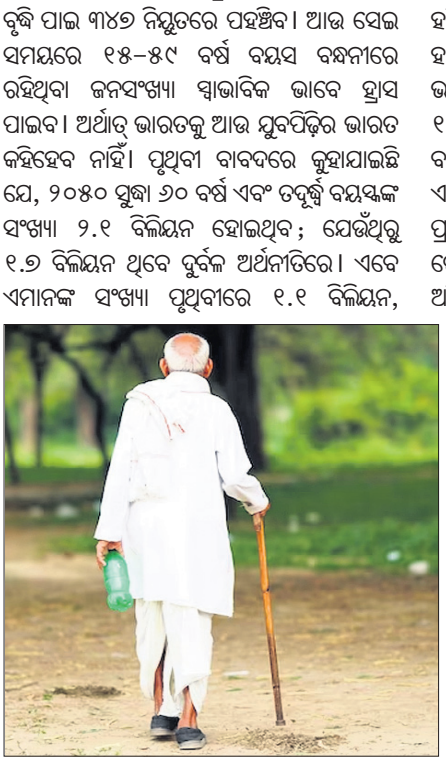 ବୃଦ୍ଧି ପାଇ ୩୪୭ ନିୟୁତରେ ପହଞ୍ଚିବ। ଆଉ ସେଇ
ସମୟରେ ୧୫-୫୯ ବର୍ଷ ବୟସ ବନ୍ଧନୀରେ
ରହିଥିବା ଜନସଂଖ୍ୟା ସ୍ୱାଭାବିକ ଭାବେ ହ୍ରାସ
ପାଇବ। ଅର୍ଥାତ୍ ଭାରତକୁ ଆଉ ଯୁବପିଢ଼ିର ଭାରତ
କହିହେବ ନାହିଁ। ପୃଥିବୀ ବାବଦରେ କୁହାଯାଇଛି
ଯେ, ୨୦୫୦ ସୁଦ୍ଧା ୬୦ ବର୍ଷ ଏବଂ ତଦୂର୍ଦ୍ଧ୍ୱ ବୟସ୍କଙ୍କ
ସଂଖ୍ୟା ୨.୧ ବିଲିୟନ ହୋଇଥିବ; ଯେଉଁଥିରୁ
୧.୭ ବିଲିୟନ ଥିବେ ଦୁର୍ବଳ ଅର୍ଥନୀତିରେ। ଏବେ
ଏମାନଙ୍କ ସଂଖ୍ୟା ପୃଥିବୀରେ ୧.୧ ବିଲିୟନ,